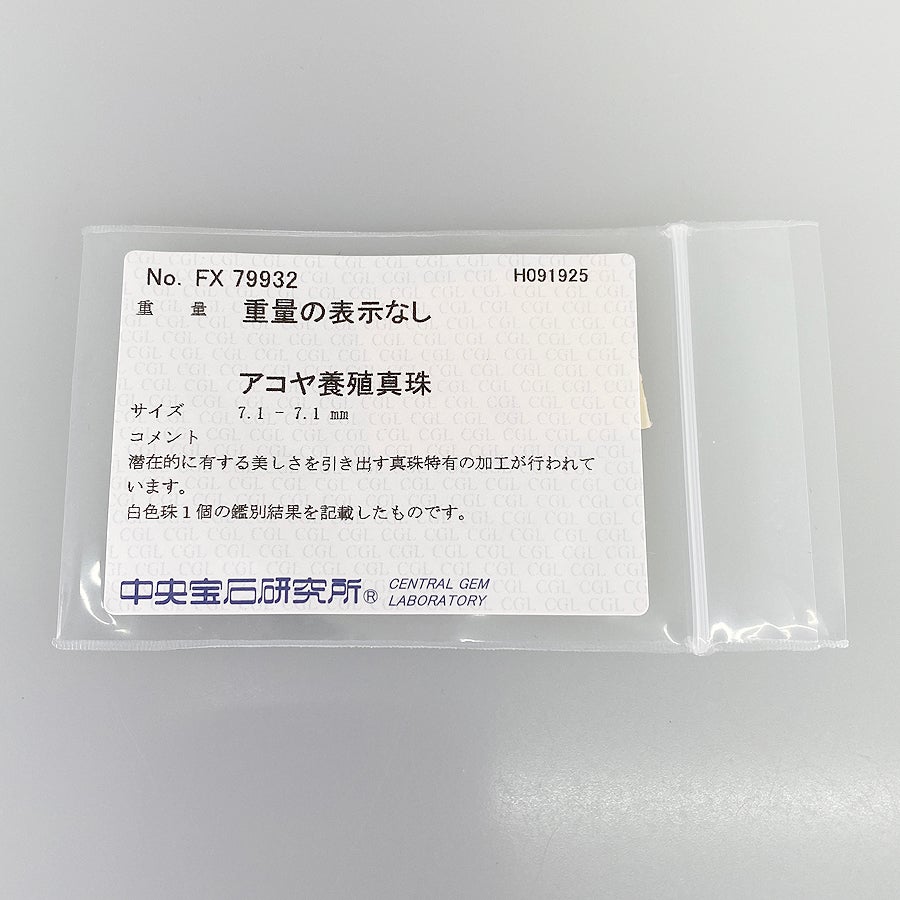 No. FX 79932 H091925
重 量 重量の表示なし
アコヤ養殖真珠
サイズ 7.1 - 7.1 mm
コメント
潜在的に有する美しさを引き出す真珠特有の加工が行われて
います。
白色珠１個の鑑別結果を記載したものです。
中央宝石研究所® CENTRAL GEM
LABORATORY